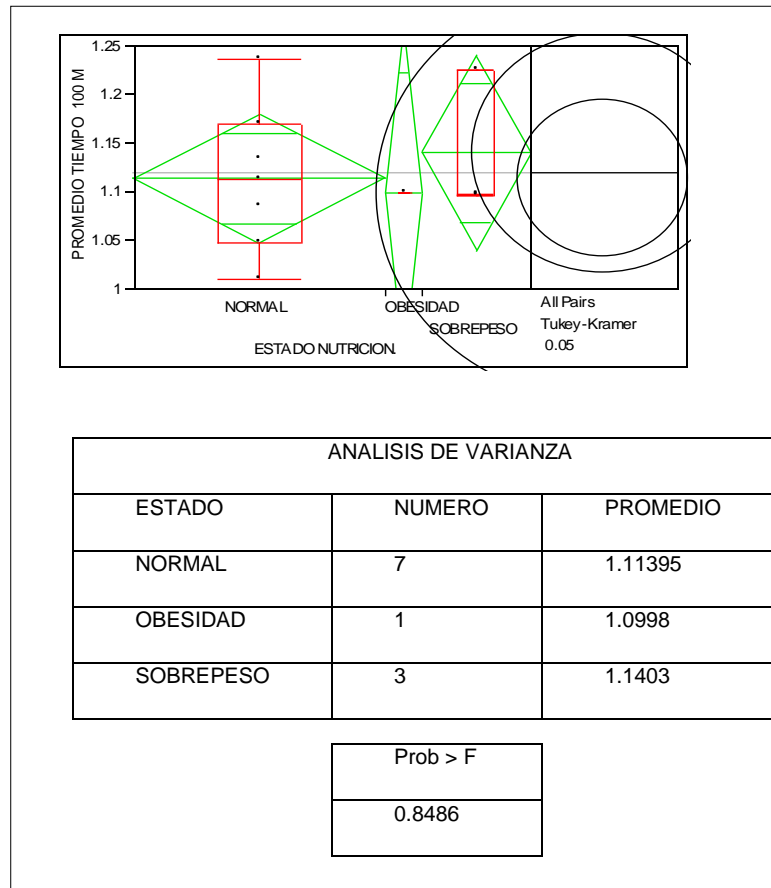 1.25
1.2
1.15
1.1
1.05
1
PROMEDIO TIEMPO 100 M
NORMAL
OBESIDAD
SOBREPESO
ESTADO NUTRICION.
All Pairs
Tukey-Kramer
0.05
ANALISIS DE VARIANZA
ESTADO NUMERO PROMEDIO
NORMAL 7 1.11395
OBESIDAD 1 1.0998
SOBREPESO 3 1.1403
Prob > F
0.8486